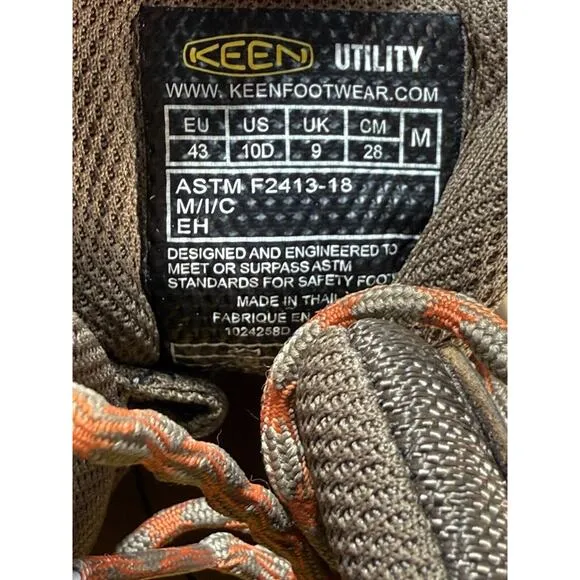 KEEN UTILITY
WWW.KEENFOOTWEAR.COM
EU US UK CM M
43 10D 9 28
ASTM F2413-18
M/I/C
EH
DESIGNED AND ENGINEERED TO
MEET OR SURPASS ASTM
STANDARDS FOR SAFETY
MADE IN
FABRIQUE EN
1024258D